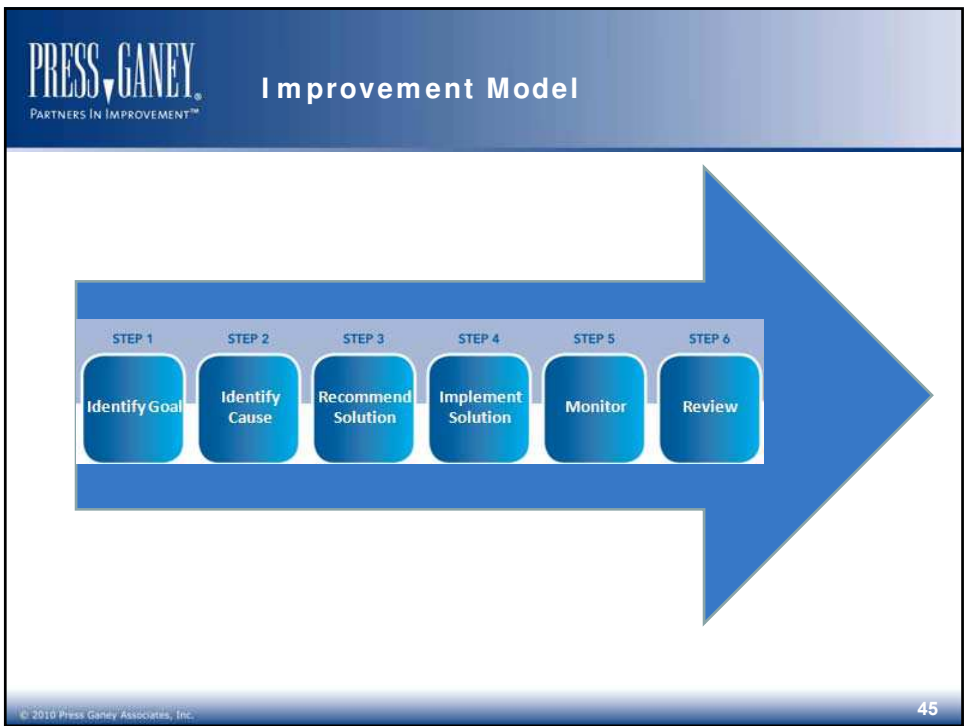 PRESS GANEY®
PARTNERS IN IMPROVEMENT™
Improvement Model
STEP 1 STEP 2 STEP 3 STEP 4 STEP 5 STEP 6
Identify Goal
Identify
Cause
Recommend
Solution
Implement
Solution
Monitor
Review
© 2010 Press Ganey Associates, Inc.
45